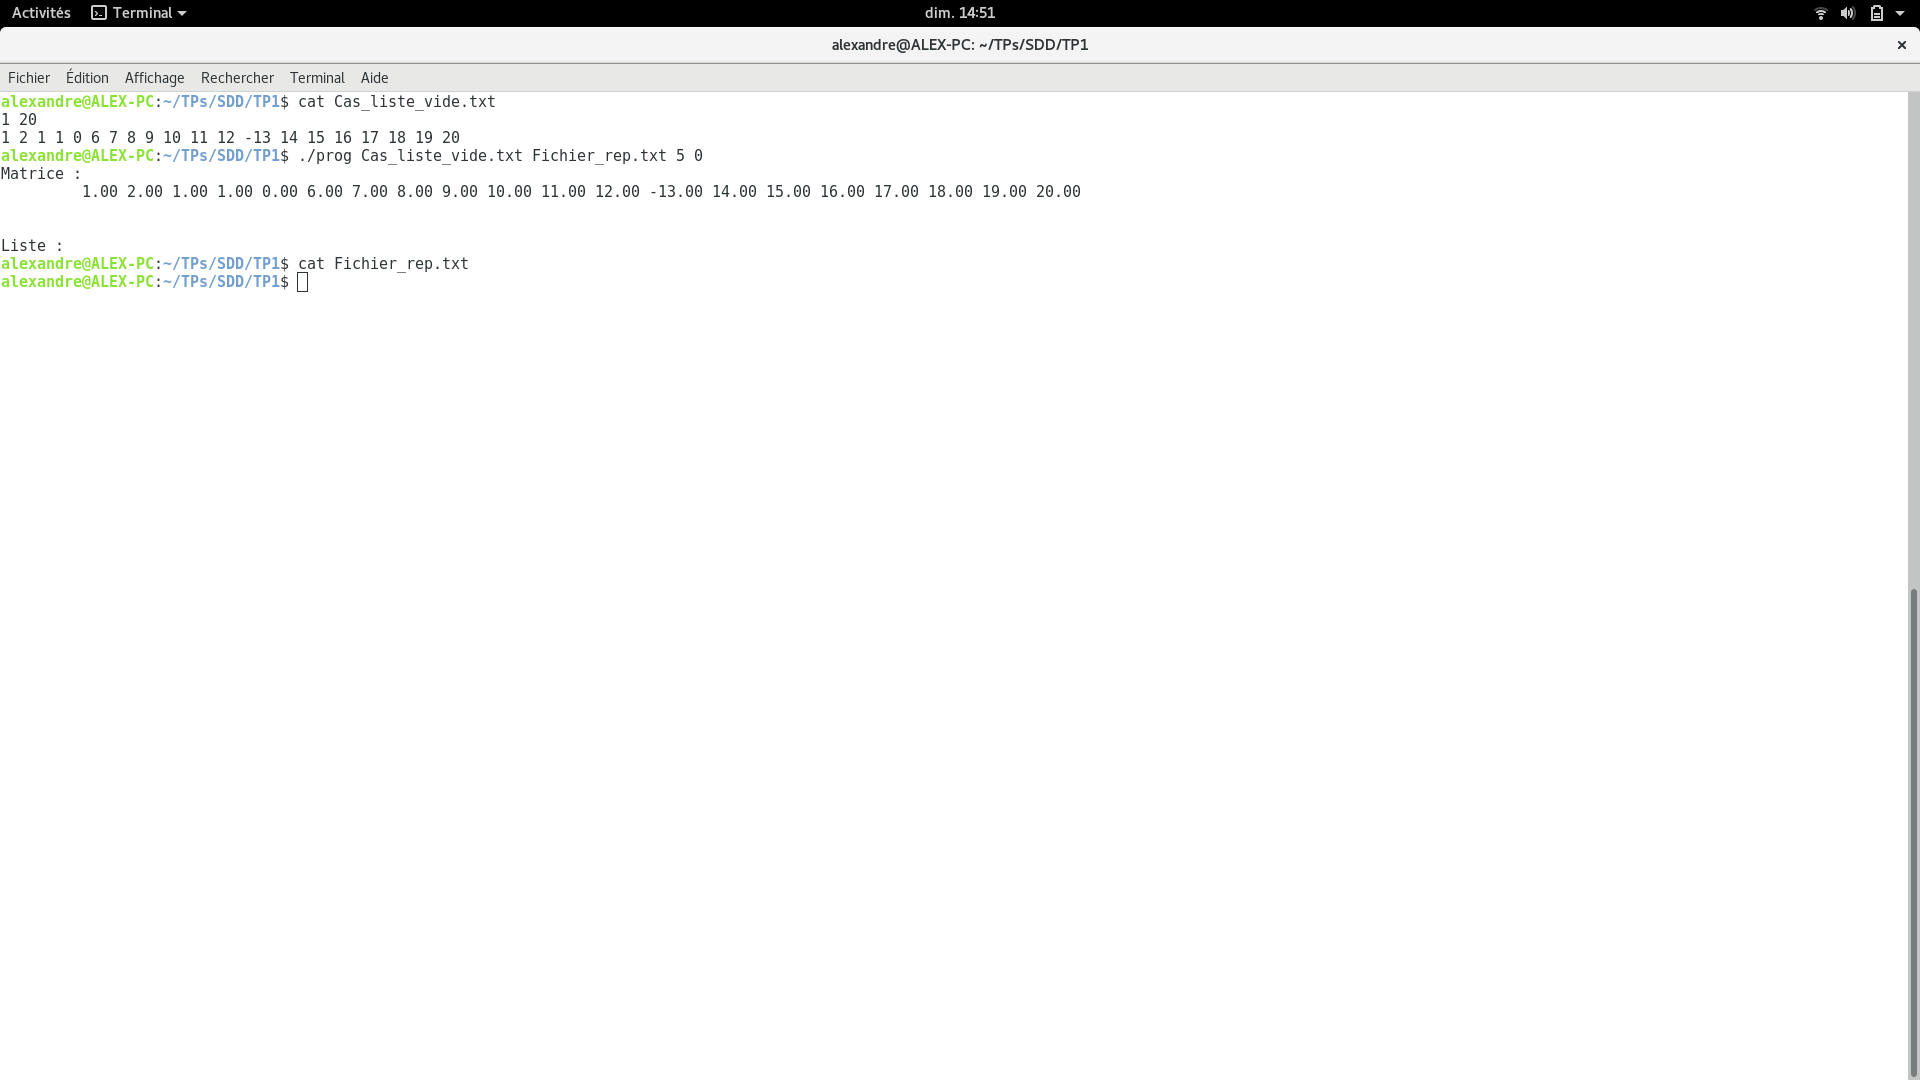 Activités Terminal dim. 14:51
alexandre@ALEX-PC: ~/TPs/SDD/TP1 ×
Fichier Édition Affichage Rechercher Terminal Aide
alexandre@ALEX-PC:~/TPs/SDD/TP1$ cat Cas_liste_vide.txt
1 20
1 2 1 1 0 6 7 8 9 10 11 12 -13 14 15 16 17 18 19 20
alexandre@ALEX-PC:~/TPs/SDD/TP1$ ./prog Cas_liste_vide.txt Fichier_rep.txt 5 0
Matrice :
1.00 2.00 1.00 1.00 0.00 6.00 7.00 8.00 9.00 10.00 11.00 12.00 -13.00 14.00 15.00 16.00 17.00 18.00 19.00 20.00
Liste :
alexandre@ALEX-PC:~/TPs/SDD/TP1$ cat Fichier_rep.txt
alexandre@ALEX-PC:~/TPs/SDD/TP1$